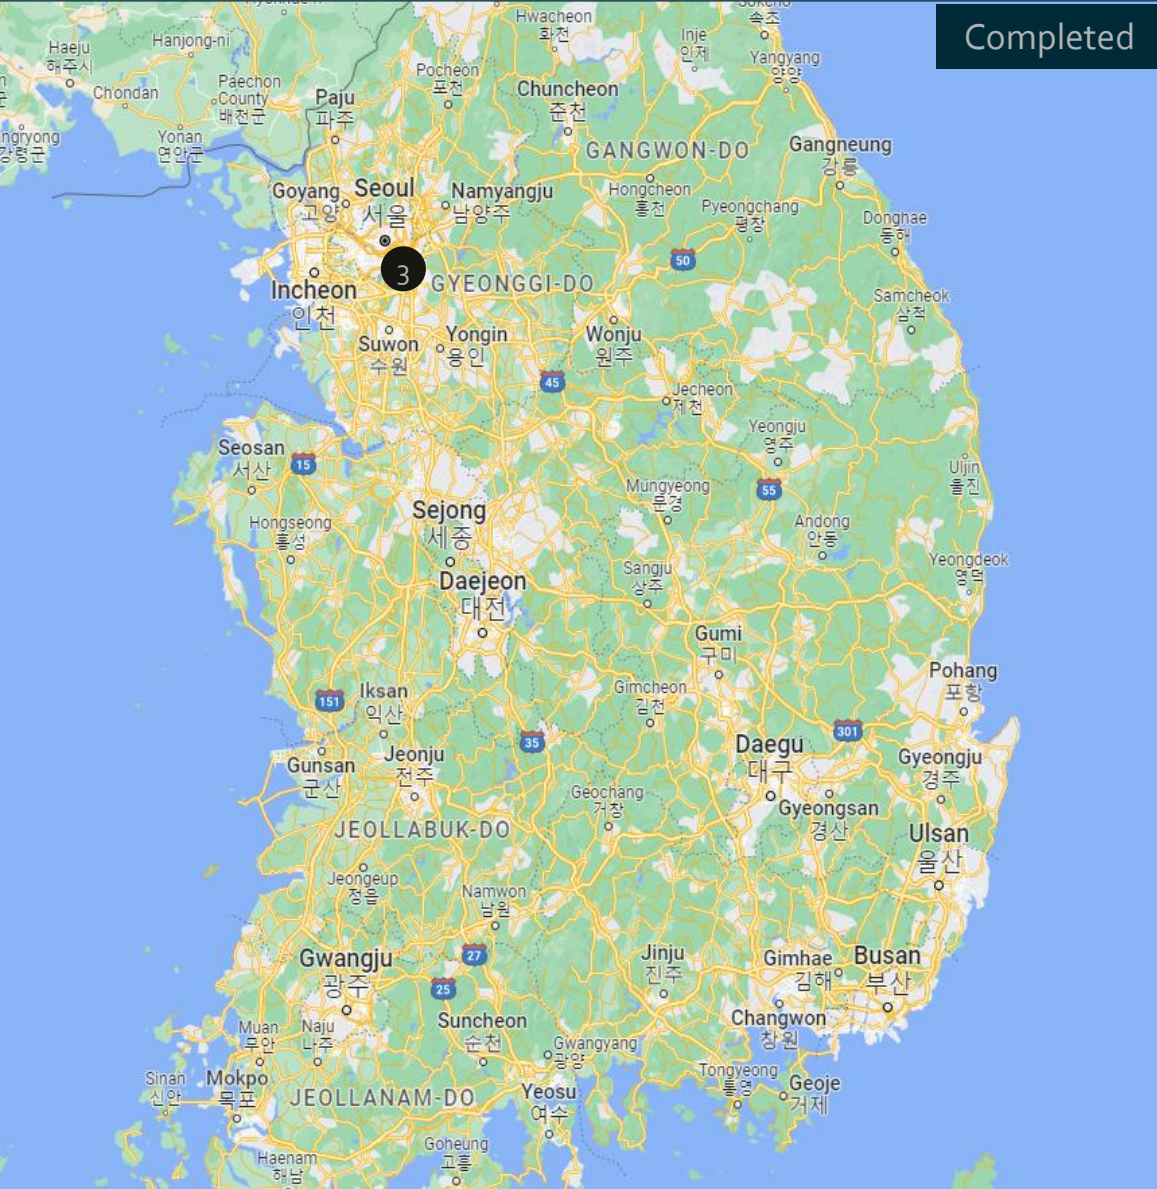 Completed
Hwacheon
화천
속초
Inje
인제
Haeju
해주시
Hanjong-ni
Yangyang
양양
Pocheon
포천
Ch'ondan
Paechon
County
배천군
Paju
파주
Chuncheon
춘천
Yonan
연안군
GANGWON-DO
Gangneung
강릉
Goyang
고양
Seoul
서울
Namyangju
남양주
Hongcheon
홍천
Pyeongchang
평창
Donghae
동해
50
3
GYEONGGI-DO
Incheon
인천
Samcheok
삼척
Suwon
수원
Yongin
용인
Wonju
원주
45
Jecheon
제천
Yeongju
영주
Seosan
서산
15
Uljin
울진
Mungyeong
문경
55
Sejong
세종
Hongseong
홍성
Andong
안동
Daejeon
대전
Sangju
상주
Yeongdeok
영덕
Gumi
구미
Pohang
포항
Gimcheon
김천
151
Iksan
익산
35
301
Daegu
대구
Gunsan
군산
Jeonju
전주
Gyeongju
경주
Geochang
거창
Gyeongsan
경산
JEOLLABUK-DO
Ulsan
울산
Jeongeup
정읍
Namwon
남원
27
Gwangju
광주
25
Jinju
진주
Gimhae
김해
Busan
부산
Suncheon
순천
Changwon
창원
Muan
무안
Naju
나주
Gwangyang
광양
Sinan
신안
Mokpo
목포
JEOLLANAM-DO
Yeosu
여수
Tongyeong
통영
Geoje
거제
Goheung
고흥
Haenam
해남